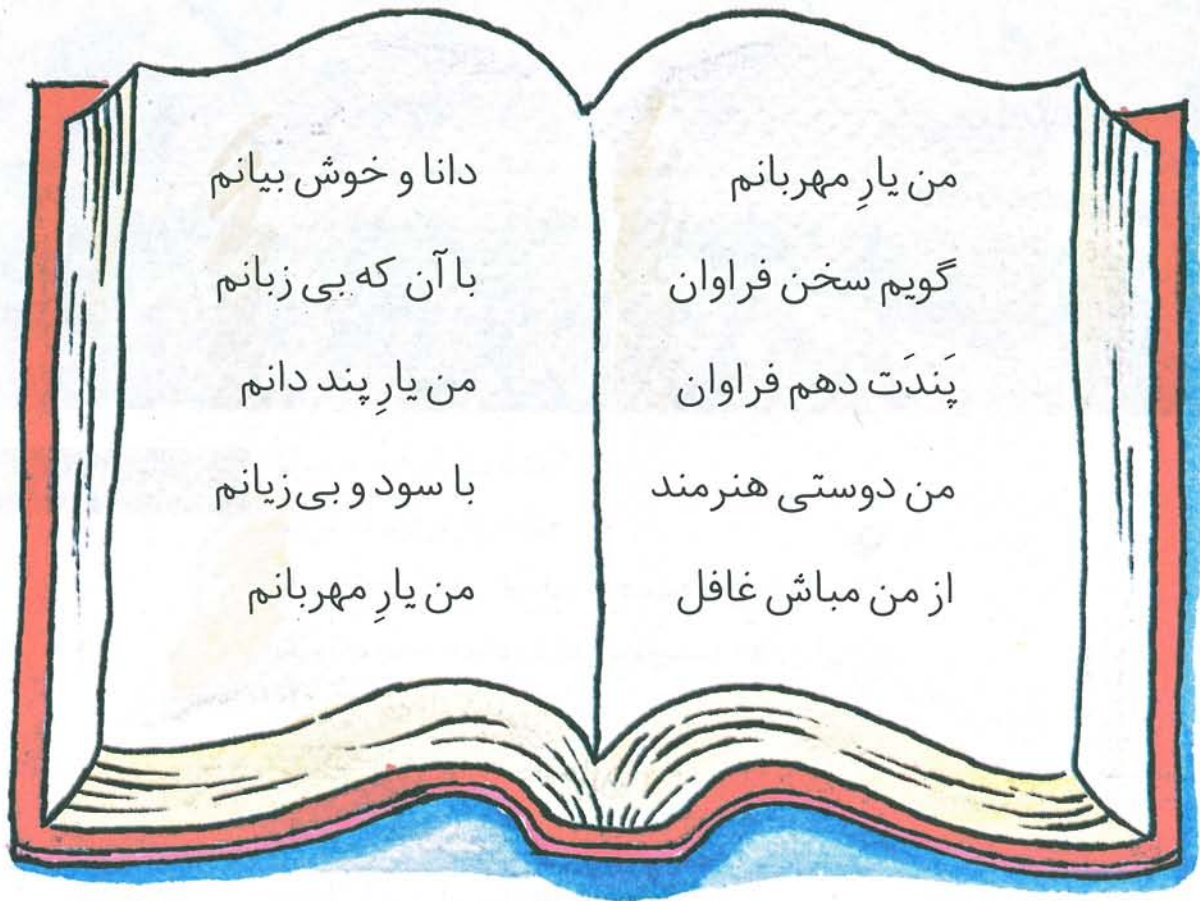 من یارِ مهربانم
دانا و خوش بیانم
گویم سخن فراوان
با آن که بی زبانم
پَندَت دهم فراوان
من یارِ پند دانم
من دوستی هنرمند
با سود و بی‌زیانم
از من مباش غافل
من یارِ مهربانم